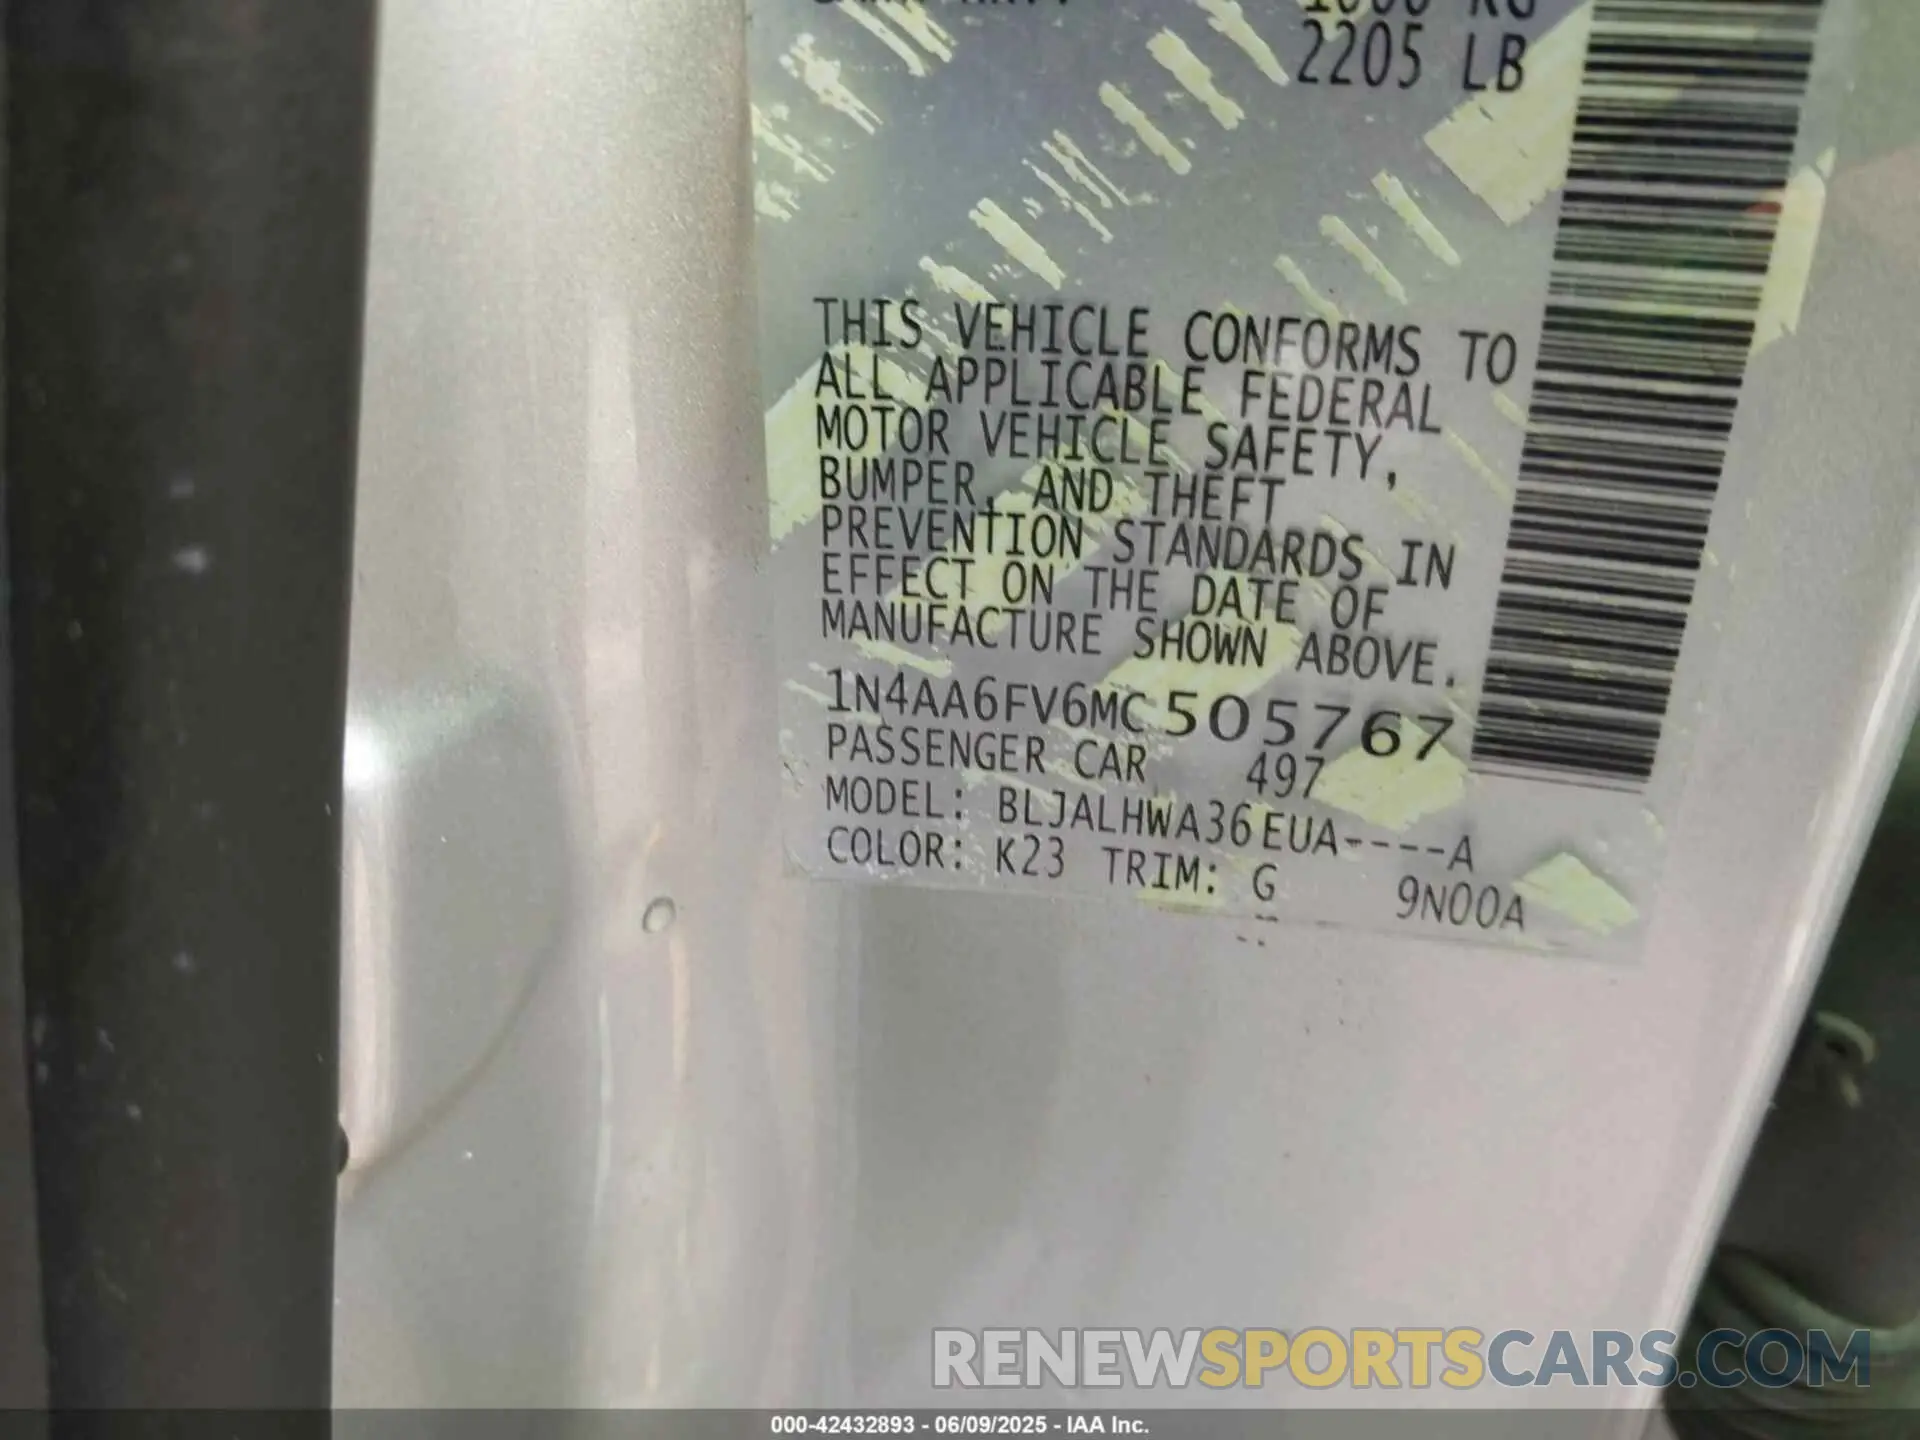 2205 LB
THIS VEHICLE CONFORMS TO
ALL APPLICABLE FEDERAL
MOTOR VEHICLE SAFETY,
BUMPER, AND THEFT
PREVENTION STANDARDS IN
EFFECT ON THE DATE OF
MANUFACTURE SHOWN ABOVE.
1N4AA6FV6MC505767
PASSENGER CAR 497
MODEL: BLJALHWA36EUA----A
COLOR: K23 TRIM: G 9N00A
RENEWSPORTSCARS.COM
000-42432893 - 06/09/2025 - IAA Inc.